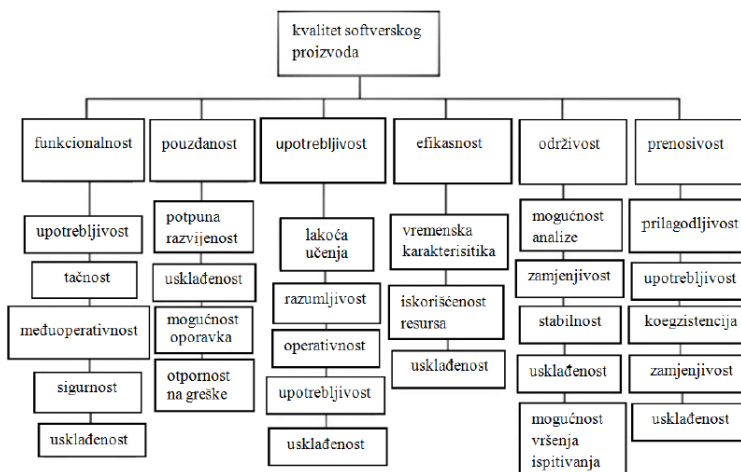 kvalitet softverskog
proizvoda
funkcionalnost
pouzdanost
upotrebljivost
efikasnost
održivost
prenosivost
upotrebljivost
tačnost
međuoperativnost
sigurnost
usklađenost
potpuna
razvijenost
usklađenost
mogućnost
oporavka
otpornost
na greške
lakoća
učenja
razumljivost
operativnost
upotrebljivost
usklađenost
vremenska
karakterisitika
iskorišćenost
resursa
usklađenost
mogućnost
analize
zamjenjivost
stabilnost
usklađenost
mogućnost
vršenja
ispitivanja
prilagodljivost
upotrebljivost
koegzistencija
zamjenjivost
usklađenost